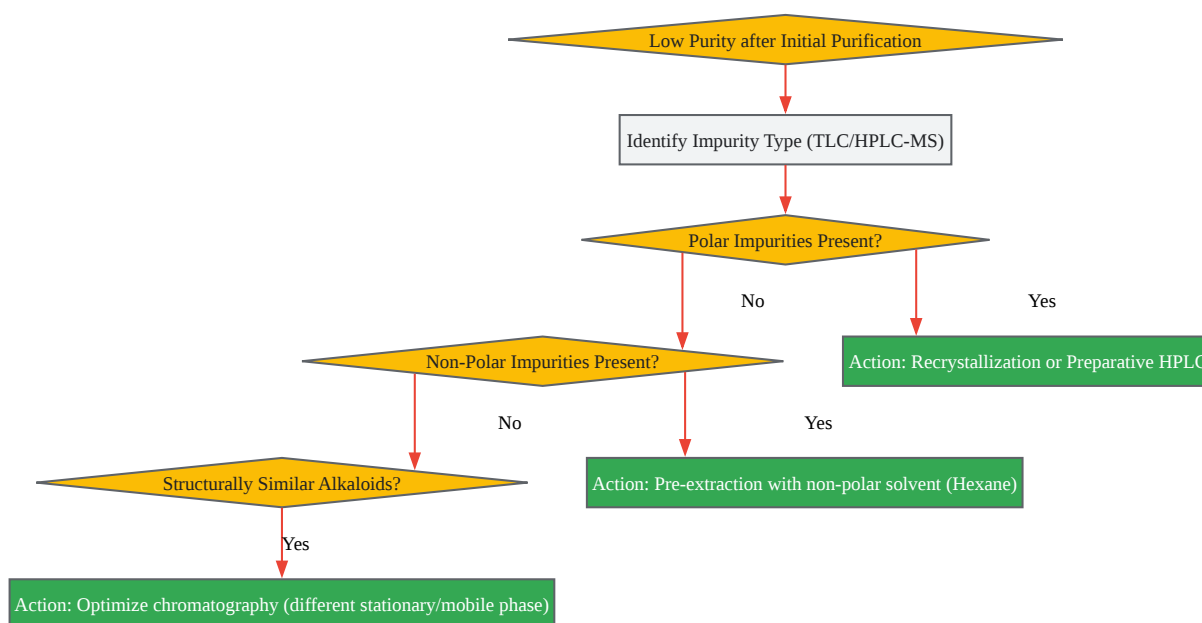 Low Purity after Initial Purification
Identify Impurity Type (TLC/HPLC-MS)
Polar Impurities Present?
No
Yes
Non-Polar Impurities Present?
Action: Recrystallization or Preparative HPLC
No
Yes
Structurally Similar Alkaloids?
Action: Pre-extraction with non-polar solvent (Hexane)
Yes
Action: Optimize chromatography (different stationary/mobile phase)